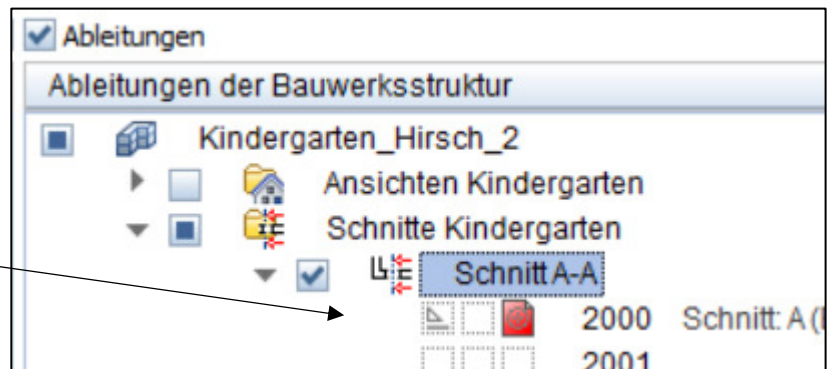 Ableitungen
Ableitungen der Bauwerksstruktur
Kindergarten_Hirsch_2
Ansichten Kindergarten
Schnitte Kindergarten
Schnitt A-A
2000 Schnitt: A
2001